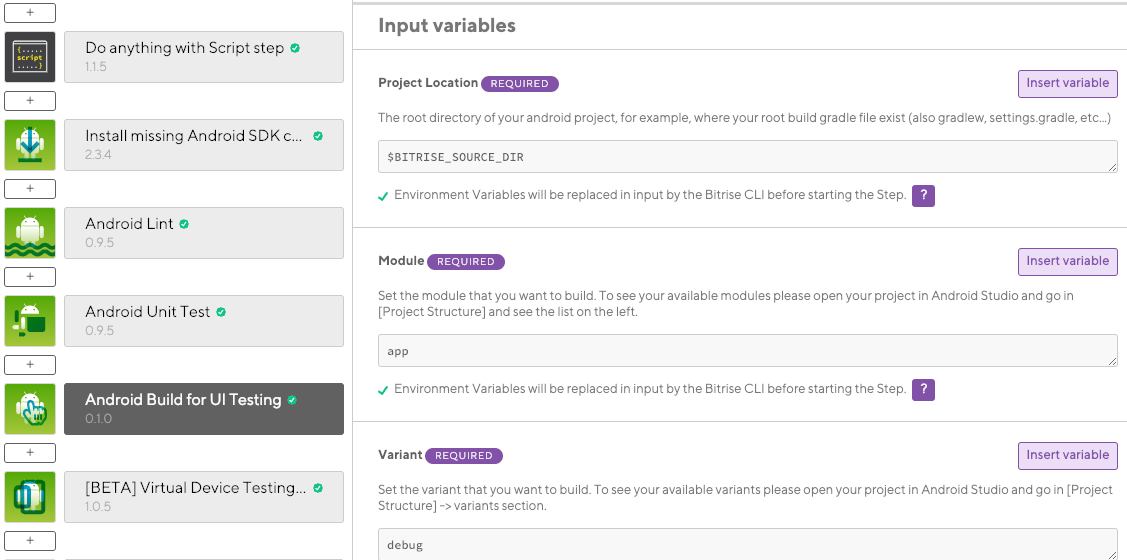 +
{.....
script
.....}
Do anything with Script step
1.1.5
+
Install missing Android SDK c...
2.3.4
+
Android Lint
0.9.5
+
Android Unit Test
0.9.5
+
Android Build for UI Testing
0.1.0
+
[BETA] Virtual Device Testing...
1.0.5
+
Input variables
Project Location REQUIRED
Insert variable
The root directory of your android project, for example, where your root build gradle file exist (also gradlew, settings.gradle, etc...)
$BITRISE_SOURCE_DIR
Environment Variables will be replaced in input by the Bitrise CLI before starting the Step. ?
Module REQUIRED
Insert variable
Set the module that you want to build. To see your available modules please open your project in Android Studio and go in
[Project Structure] and see the list on the left.
app
Environment Variables will be replaced in input by the Bitrise CLI before starting the Step. ?
Variant REQUIRED
Insert variable
Set the variant that you want to build. To see your available variants please open your project in Android Studio and go in [Project
Structure] -> variants section.
debug